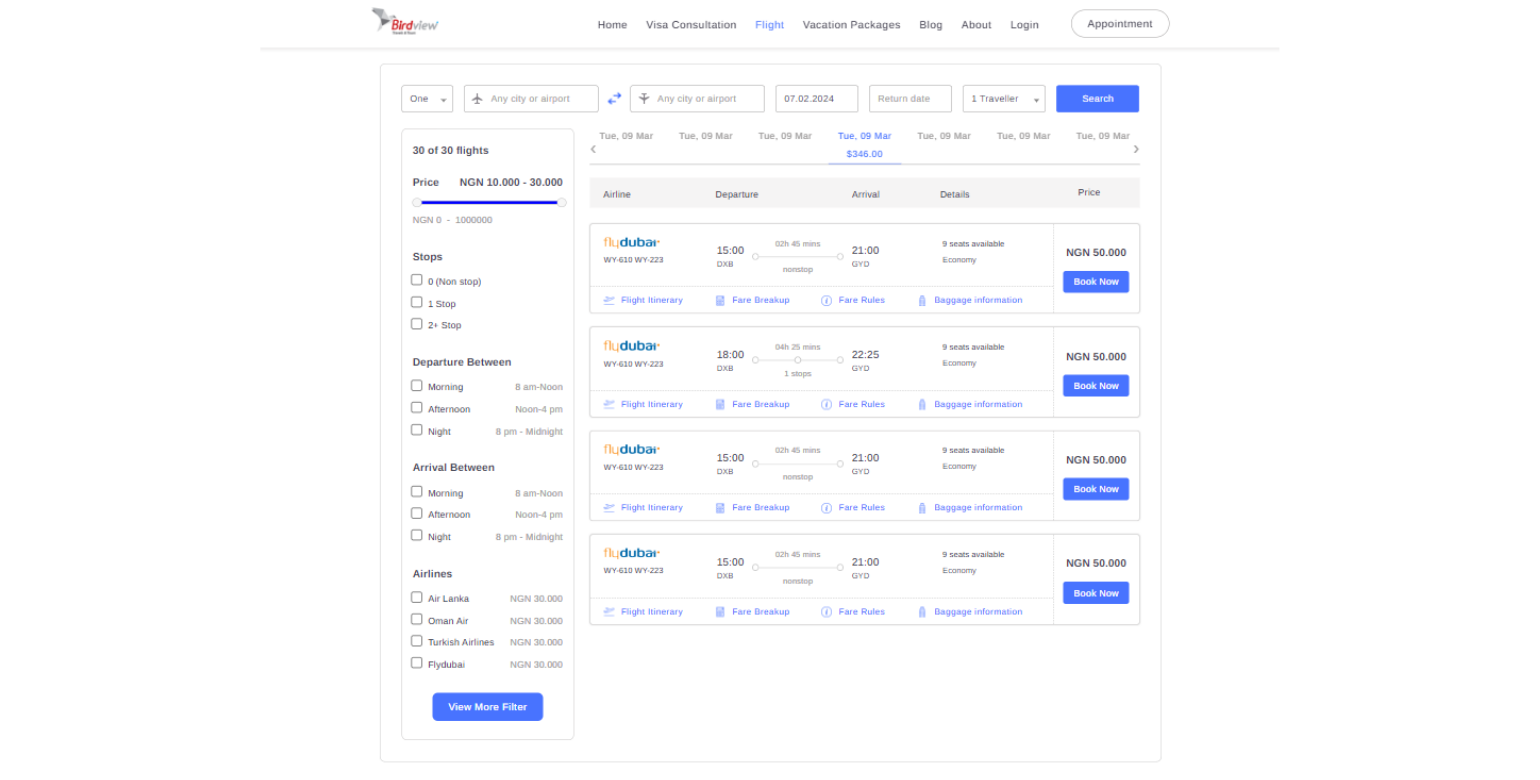 Birdview
Home Visa Consultation Flight Vacation Packages Blog About Login Appointment
One Any city or airport Any city or airport 07.02.2024 Return date 1 Traveller Search
30 of 30 flights
Price NGN 10.000 - 30.000
NGN 0 - 1000000
Stops
0 (Non stop)
1 Stop
2+ Stop
Departure Between
Morning 8 am-Noon
Afternoon Noon-4 pm
Night 8 pm - Midnight
Arrival Between
Morning 8 am-Noon
Afternoon Noon-4 pm
Night 8 pm - Midnight
Airlines
Air Lanka NGN 30.000
Oman Air NGN 30.000
Turkish Airlines NGN 30.000
Flydubai NGN 30.000
View More Filter
Tue, 09 Mar Tue, 09 Mar Tue, 09 Mar Tue, 09 Mar Tue, 09 Mar Tue, 09 Mar Tue, 09 Mar
$346.00
Airline Departure Arrival Details Price
flydubai
WY-610 WY-223
15:00
DXB
02h 45 mins
nonstop
21:00
GYD
9 seats available
Economy
NGN 50.000
Book Now
Flight Itinerary Fare Breakup Fare Rules Baggage information
flydubai
WY-610 WY-223
18:00
DXB
04h 25 mins
1 stops
22:25
GYD
9 seats available
Economy
NGN 50.000
Book Now
Flight Itinerary Fare Breakup Fare Rules Baggage information
flydubai
WY-610 WY-223
15:00
DXB
02h 45 mins
nonstop
21:00
GYD
9 seats available
Economy
NGN 50.000
Book Now
Flight Itinerary Fare Breakup Fare Rules Baggage information
flydubai
WY-610 WY-223
15:00
DXB
02h 45 mins
nonstop
21:00
GYD
9 seats available
Economy
NGN 50.000
Book Now
Flight Itinerary Fare Breakup Fare Rules Baggage information